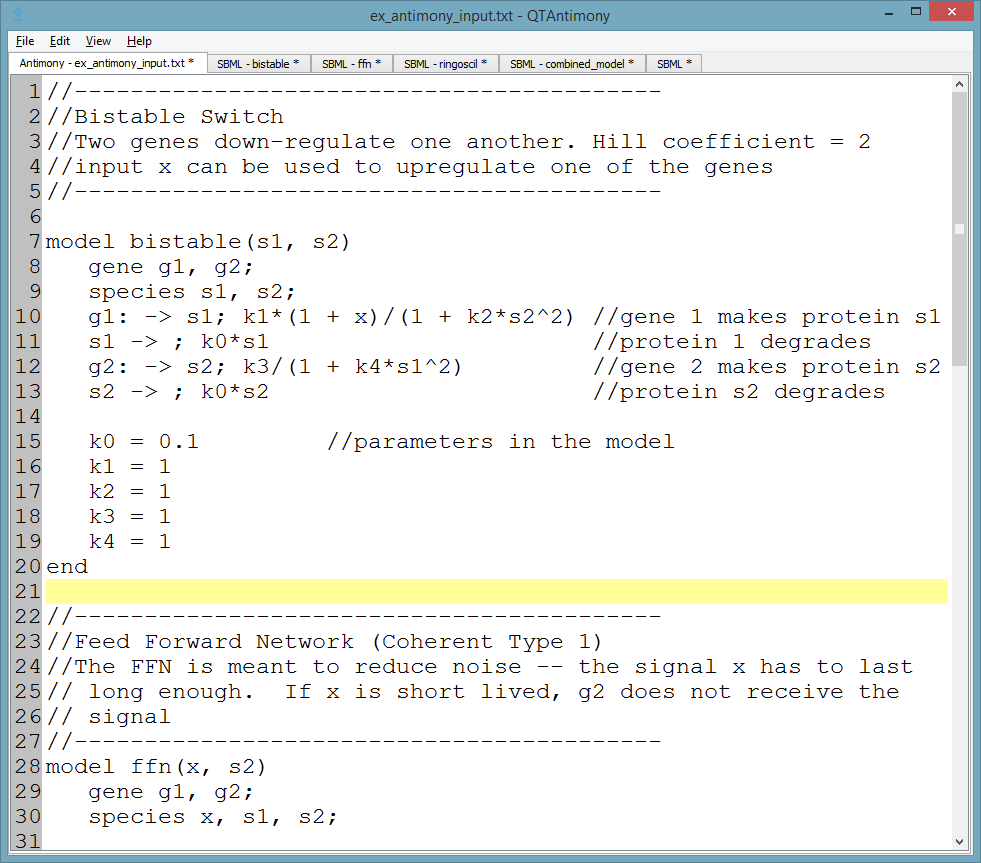 ex_antimony_input.txt - QTAntimony
File Edit View Help
Antimony - ex_antimony_input.txt * SBML - bistable * SBML - ffn * SBML - ringoscil * SBML - combined_model * SBML *
1 //------------------------------------------
2 //Bistable Switch
3 //Two genes down-regulate one another. Hill coefficient = 2
4 //input x can be used to upregulate one of the genes
5 //------------------------------------------
6
7 model bistable(s1, s2)
8    gene g1, g2;
9    species s1, s2;
10    g1: -> s1; k1*(1 + x)/(1 + k2*s2^2) //gene 1 makes protein s1
11    s1 -> ; k0*s1                       //protein 1 degrades
12    g2: -> s2; k3/(1 + k4*s1^2)         //gene 2 makes protein s2
13    s2 -> ; k0*s2                       //protein s2 degrades
14
15    k0 = 0.1         //parameters in the model
16    k1 = 1
17    k2 = 1
18    k3 = 1
19    k4 = 1
20 end
21
22 //------------------------------------------
23 //Feed Forward Network (Coherent Type 1)
24 //The FFN is meant to reduce noise -- the signal x has to last
25 // long enough.  If x is short lived, g2 does not receive the
26 // signal
27 //------------------------------------------
28 model ffn(x, s2)
29    gene g1, g2;
30    species x, s1, s2;
31